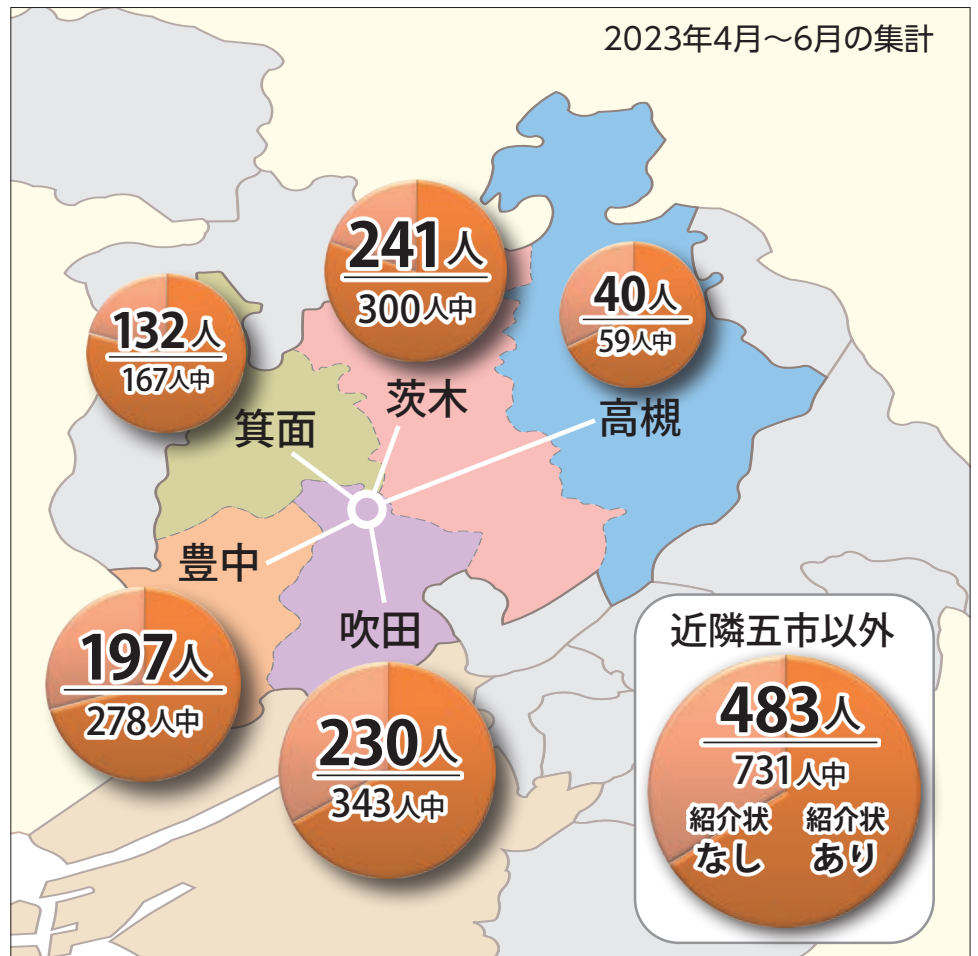 2023年4月～6月の集計
241人
300人中
茨木
40人
59人中
高槻
132人
167人中
箕面
豊中
197人
278人中
吹田
230人
343人中
近隣五市以外
483人
731人中
紹介状
なし
紹介状
あり